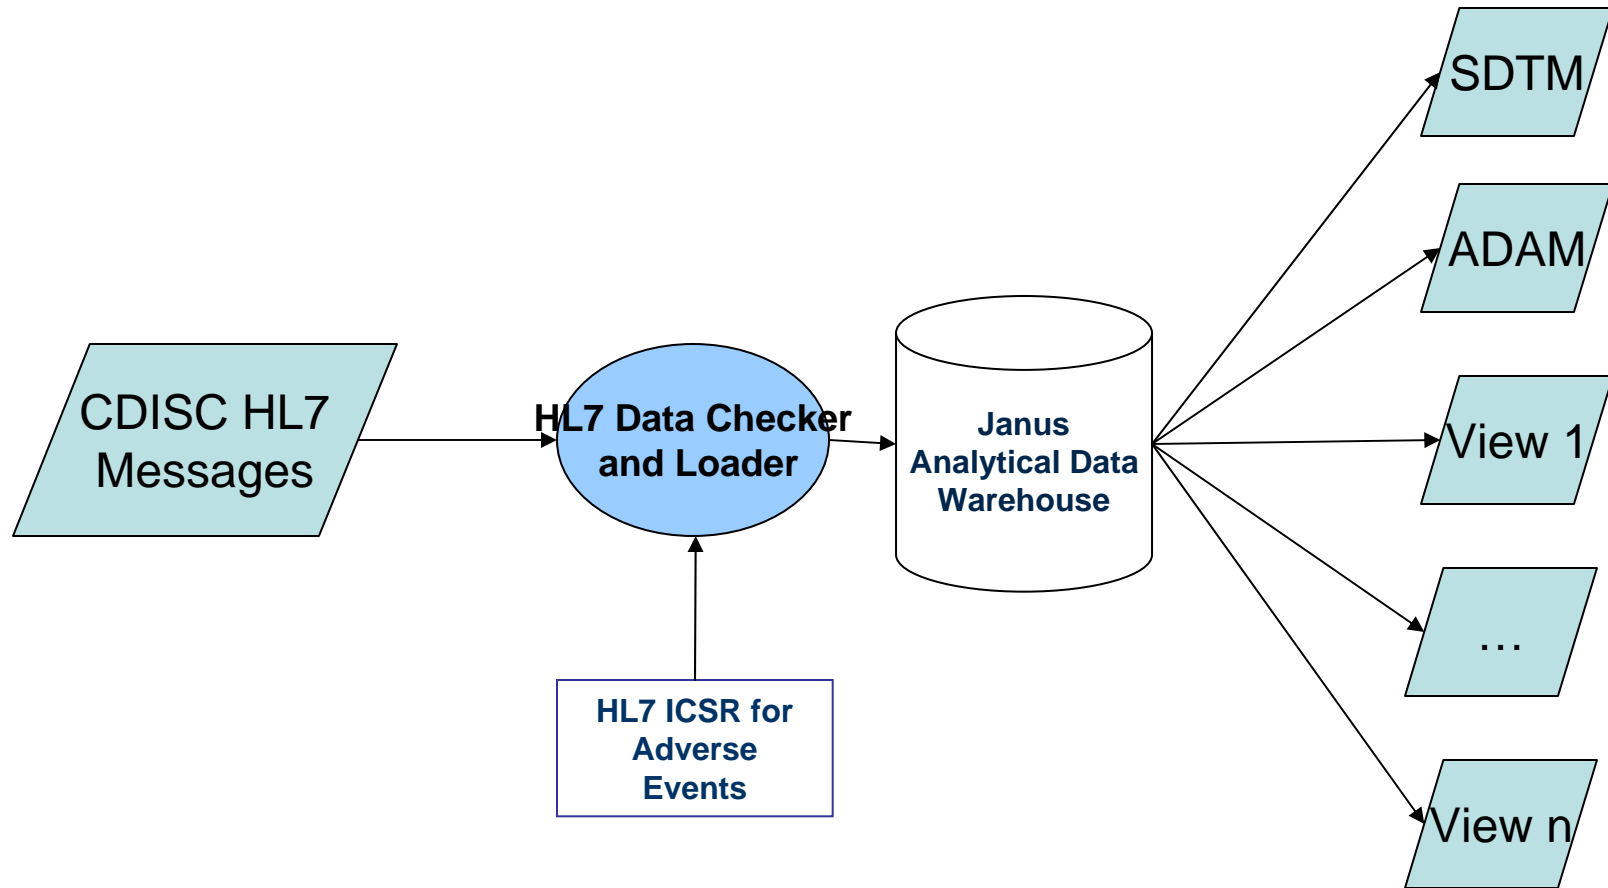 CDISC HL7
Messages
HL7 Data Checker
and Loader
HL7 ICSR for
Adverse
Events
Janus
Analytical Data
Warehouse
SDTM
ADAM
View 1
...
View n